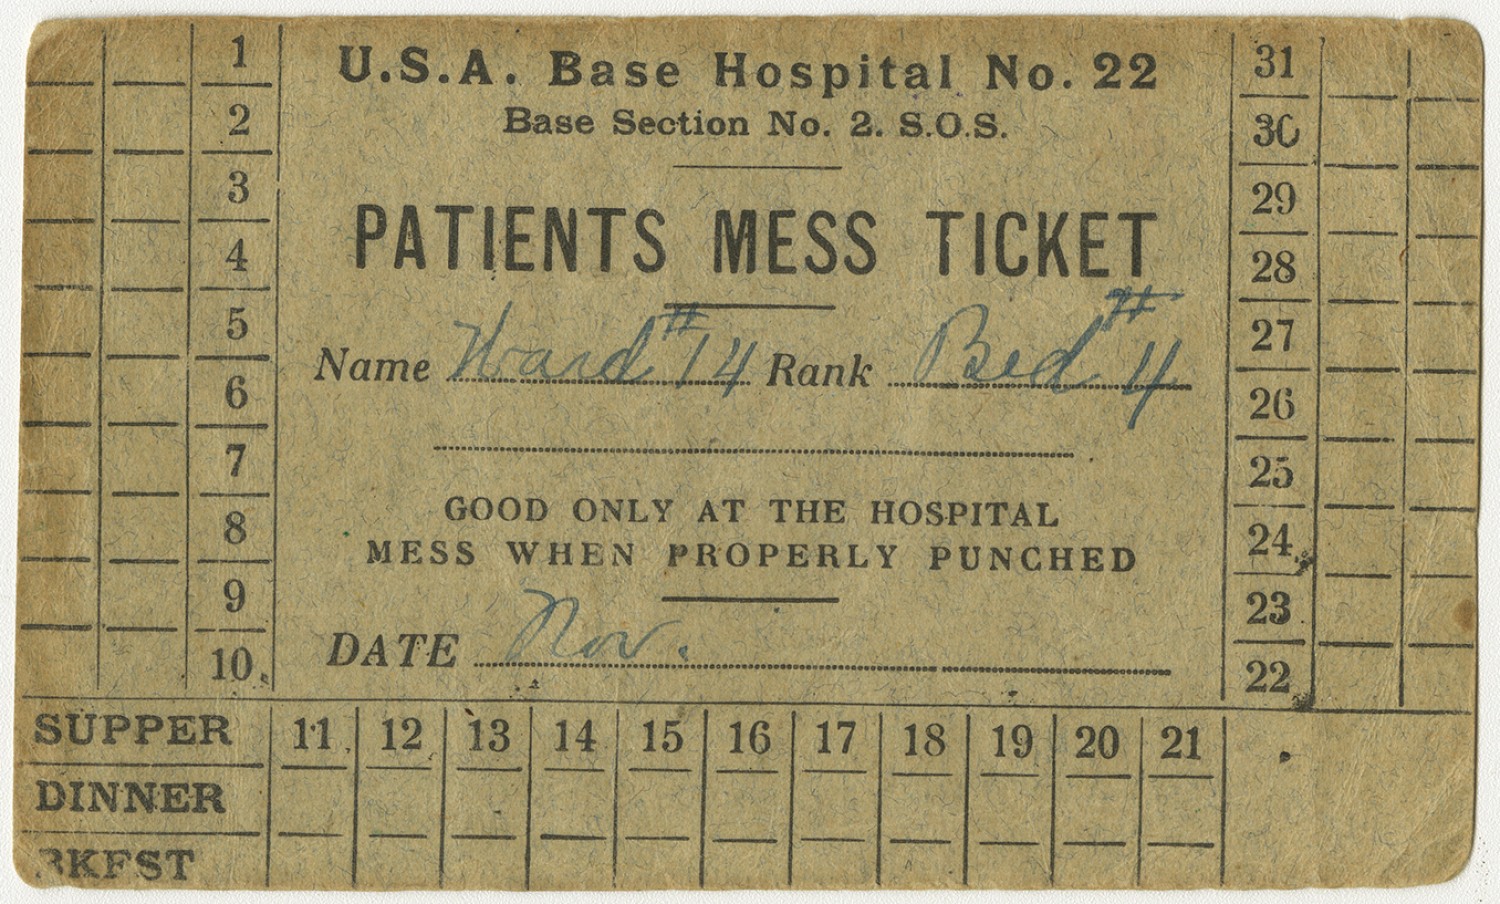 U.S.A. Base Hospital No. 22
Base Section No. 2. S.O.S.
PATIENTS MESS TICKET
Name Ward #14 Rank Bed #4
GOOD ONLY AT THE HOSPITAL
MESS WHEN PROPERLY PUNCHED
DATE Nov.
1
2
3
4
5
6
7
8
9
10
SUPPER 11 12 13 14 15 16 17 18 19 20 21
DINNER
BKFST
31
30
29
28
27
26
25
24
23
22